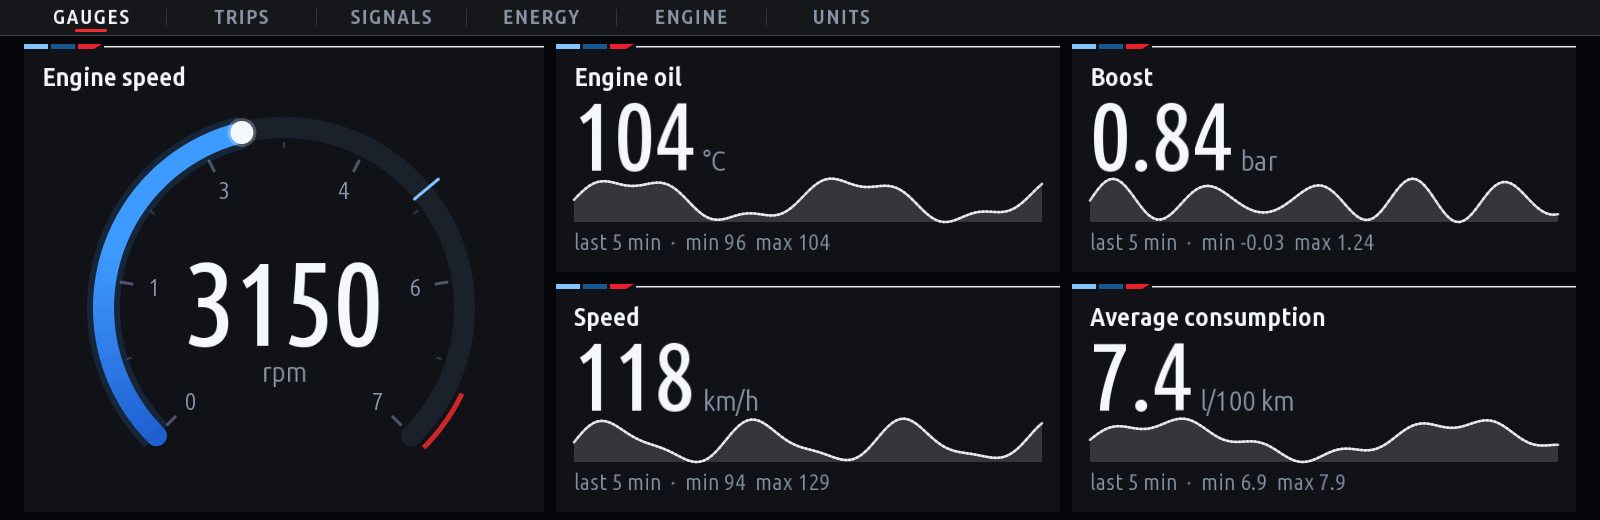 GAUGES TRIPS SIGNALS ENERGY ENGINE UNITS
Engine speed
3 4
1 6
0 7
3150
rpm
Engine oil
104 °C
last 5 min · min 96 max 104
Boost
0.84 bar
last 5 min · min -0.03 max 1.24
Speed
118 km/h
last 5 min · min 94 max 129
Average consumption
7.4 l/100 km
last 5 min · min 6.9 max 7.9